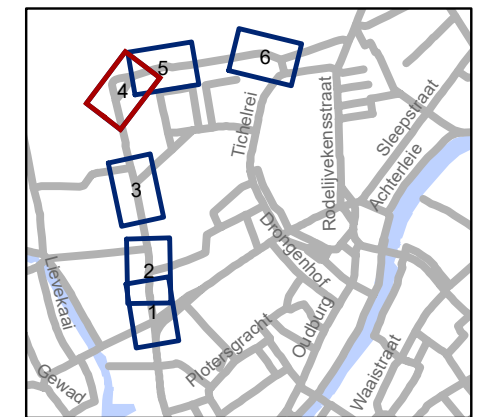 6
5
4
Tichelrei
Rodelijvekensstraat
Sleepstraat
Achterleie
3
Drongenhof
2
Lievekaai
1
Oudburg
Plotersgracht
Waaistraat
Gewad